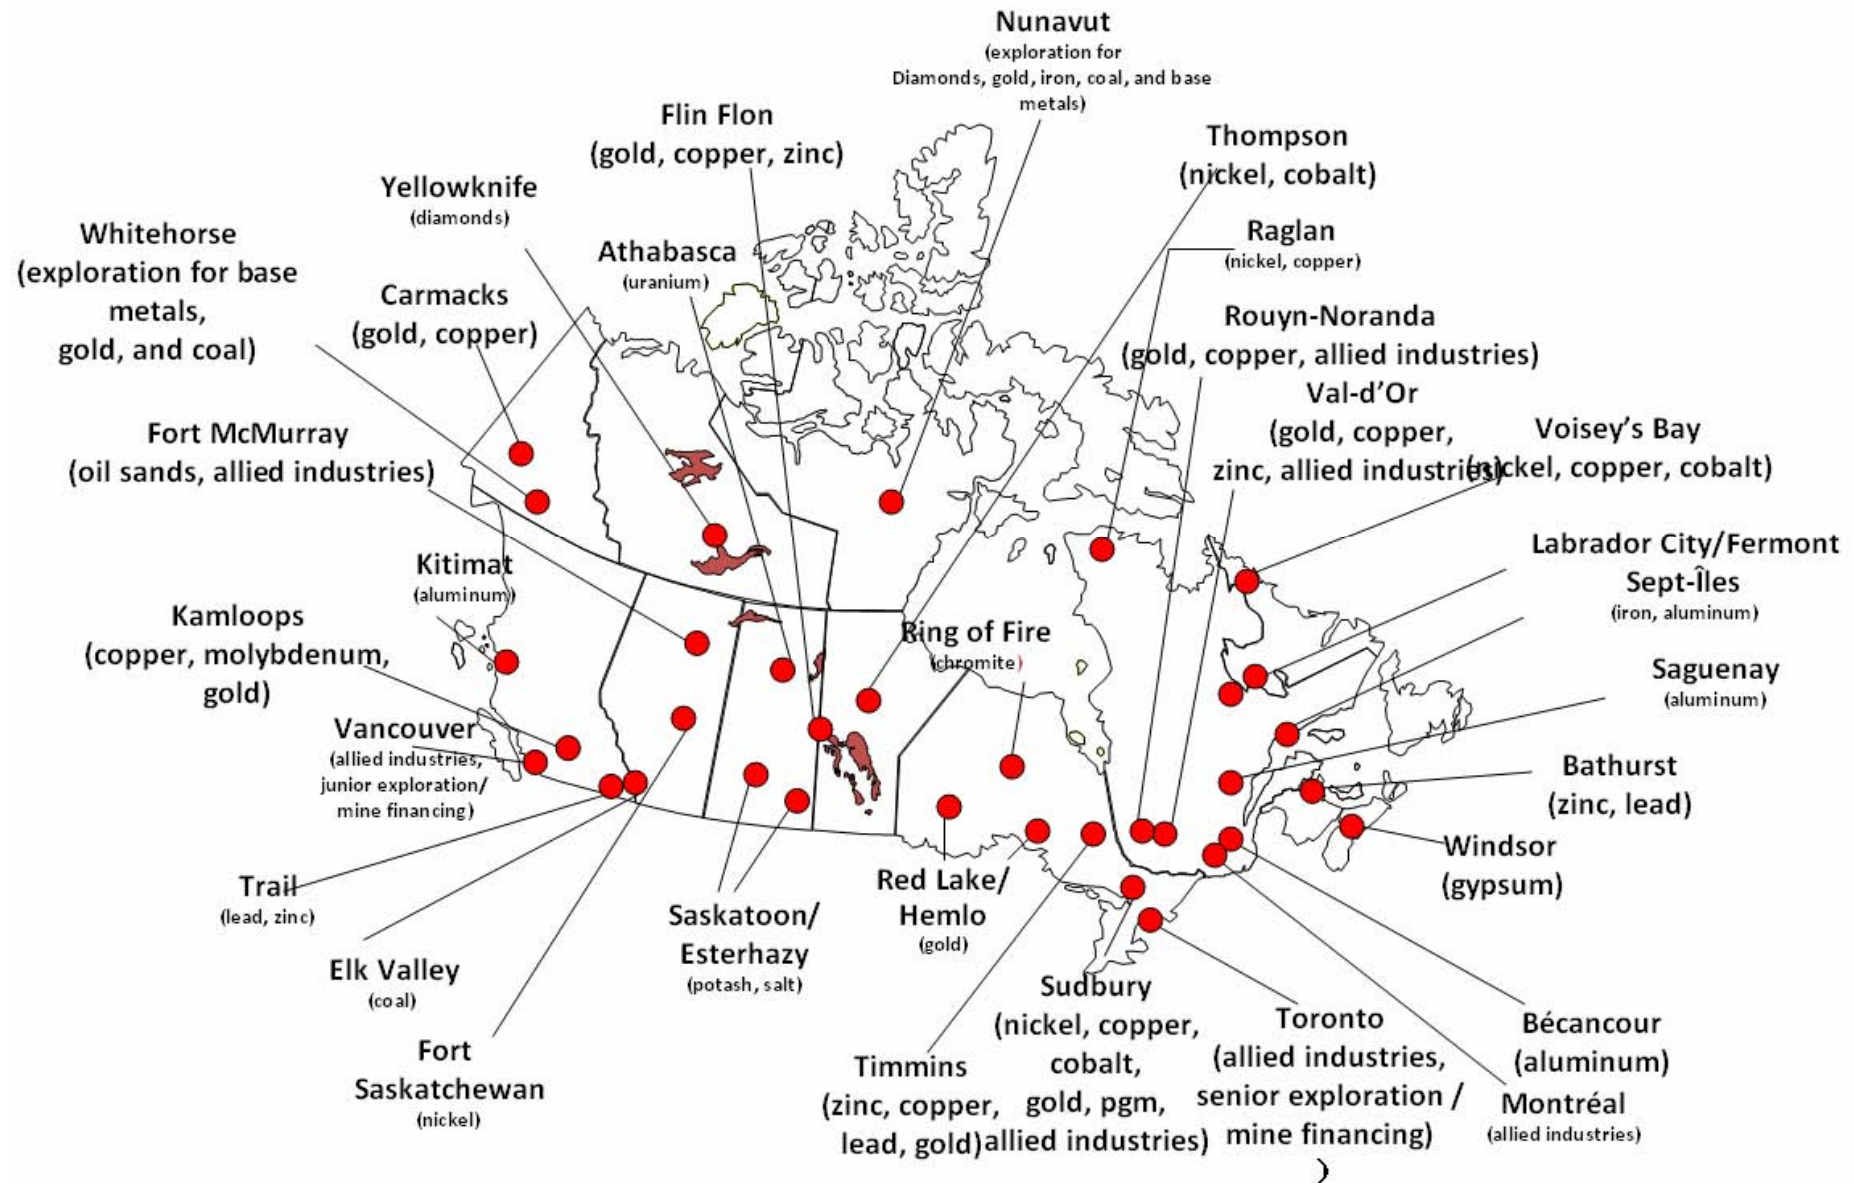 Nunavut
(exploration for
Diamonds, gold, iron, coal, and base
metals)
Flin Flon
(gold, copper, zinc)
Thompson
(nickel, cobalt)
Yellowknife
(diamonds)
Whitehorse
(exploration for base
metals,
gold, and coal)
Athabasca
(uranium)
Raglan
(nickel, copper)
Carmacks
(gold, copper)
Rouyn-Noranda
(gold, copper, allied industries)
Val-d’Or
(gold, copper,
zinc, allied industries)
Fort McMurray
(oil sands, allied industries)
Voisey’s Bay
(nickel, copper, cobalt)
Labrador City/Fermont
Sept-Îles
(iron, aluminum)
Kitimat
(aluminum)
Kamloops
(copper, molybdenum,
gold)
Ring of Fire
(chromite)
Saguenay
(aluminum)
Vancouver
(allied industries,
junior exploration/
mine financing)
Bathurst
(zinc, lead)
Windsor
(gypsum)
Trail
(lead, zinc)
Red Lake/
Hemlo
(gold)
Saskatoon/
Esterhazy
(potash, salt)
Elk Valley
(coal)
Fort
Saskatchewan
(nickel)
Timmins
(zinc, copper,
lead, gold)
Sudbury
(nickel, copper,
cobalt,
gold, pgm,
allied industries)
Toronto
(allied industries,
senior exploration /
mine financing)
)
Bécancour
(aluminum)
Montréal
(allied industries)